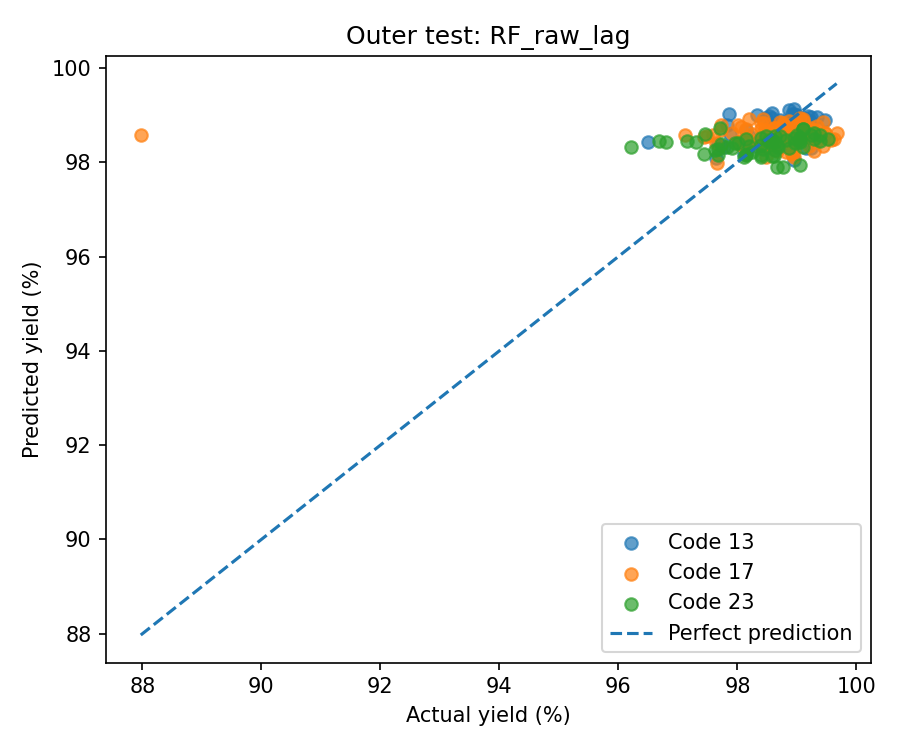 Outer test: RF_raw_lag
100
98
96
94
92
90
88
Predicted yield (%)
Code 13
Code 17
Code 23
Perfect prediction
88 90 92 94 96 98 100
Actual yield (%)